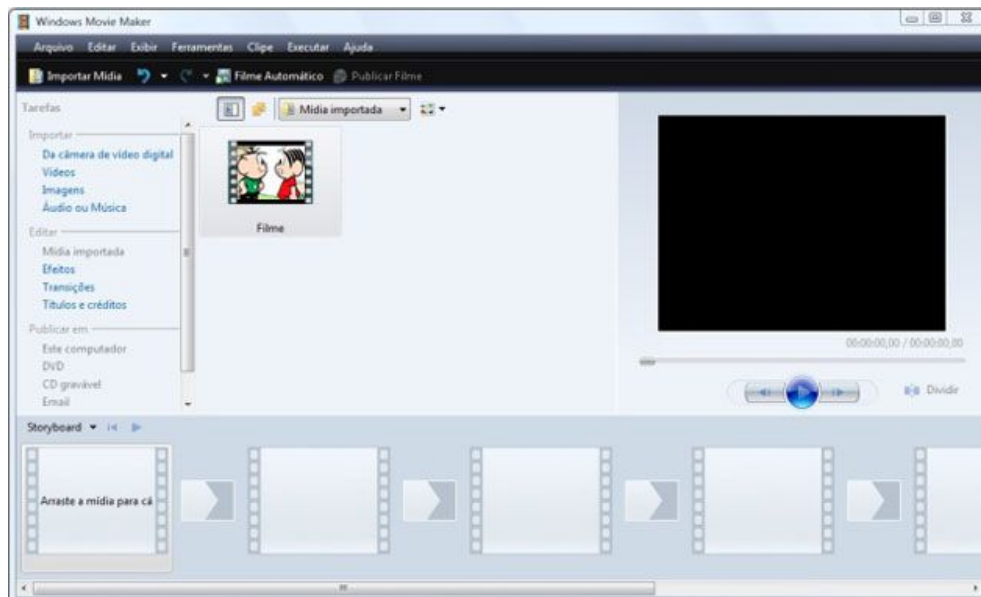 Windows Movie Maker
Arquivo Editar Exibir Ferramentas Clipe Executar Ajuda
Importar Mídia Filme Automático Publicar Filme
Tarefas
Mídia importada
Importar
Da câmera de vídeo digital
Vídeos
Imagens
Áudio ou Música
Filme
Editar
Mídia importada
Efeitos
Transições
Títulos e créditos
Publicar em
Este computador
DVD
CD gravável
Email
00:00:00,00 / 00:00:00,00
Dividir
Storyboard
Arraste a mídia para cá